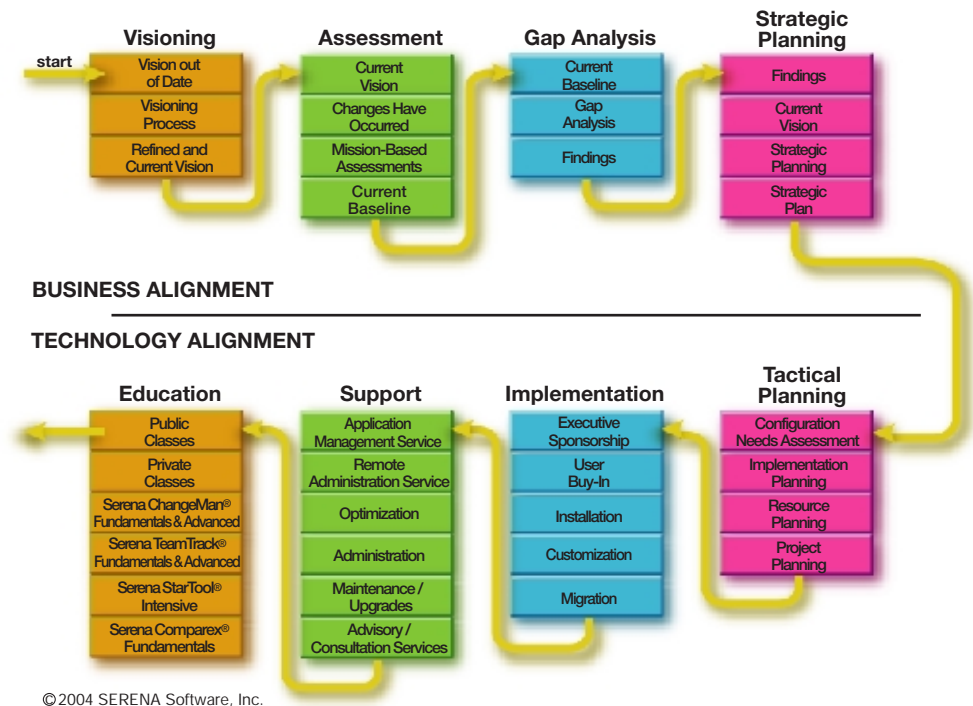 Visioning
start
Vision out
of Date
Visioning
Process
Refined and
Current Vision
Assessment
Current
Vision
Changes Have
Occurred
Mission-Based
Assessments
Current
Baseline
Gap Analysis
Current
Baseline
Gap
Analysis
Findings
Strategic
Planning
Findings
Current
Vision
Strategic
Planning
Strategic
Plan
BUSINESS ALIGNMENT
TECHNOLOGY ALIGNMENT
Tactical
Planning
Configuration
Needs Assessment
Implementation
Planning
Resource
Planning
Project
Planning
Implementation
Executive
Sponsorship
User
Buy-In
Installation
Customization
Migration
Support
Application
Management Service
Remote
Administration Service
Optimization
Administration
Maintenance /
Upgrades
Advisory /
Consultation Services
Education
Public
Classes
Private
Classes
Serena ChangeMan®
Fundamentals & Advanced
Serena TeamTrack®
Fundamentals & Advanced
Serena StarTool®
Intensive
Serena Comparex®
Fundamentals
©2004 SERENA Software, Inc.